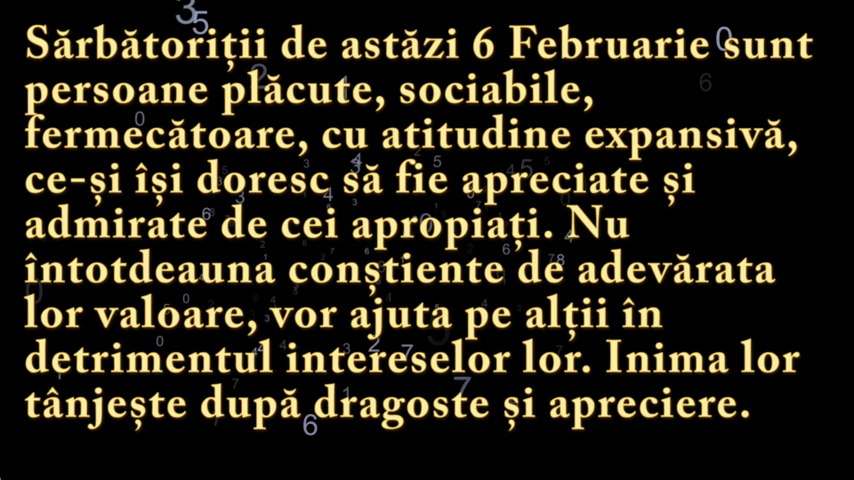 Sărbătoriții de astăzi 6 Februarie sunt
persoane plăcute, sociabile,
fermecătoare, cu atitudine expansivă,
ce-și își doresc să fie apreciate și
admirate de cei apropiați. Nu
întotdeauna conștiente de adevărata
lor valoare, vor ajuta pe alții în
detrimentul intereselor lor. Inima lor
tânjește după dragoste și apreciere.